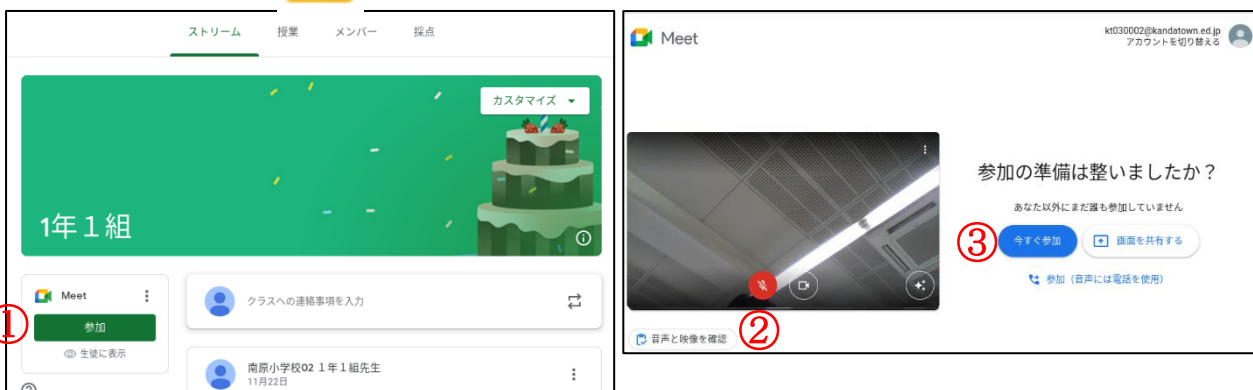 ストリーム 授業 メンバー 採点
カスタマイズ
1年１組
Meet
参加
生徒に表示
①
クラスへの連絡事項を入力
南原小学校02 １年１組先生
11月22日
Meet
kt030002@kandatown.ed.jp
アカウントを切り替える
音声と映像を確認
②
参加の準備は整いましたか？
あなた以外にまだ誰も参加していません
③
今すぐ参加 画面を共有する
参加（音声には電話を使用）